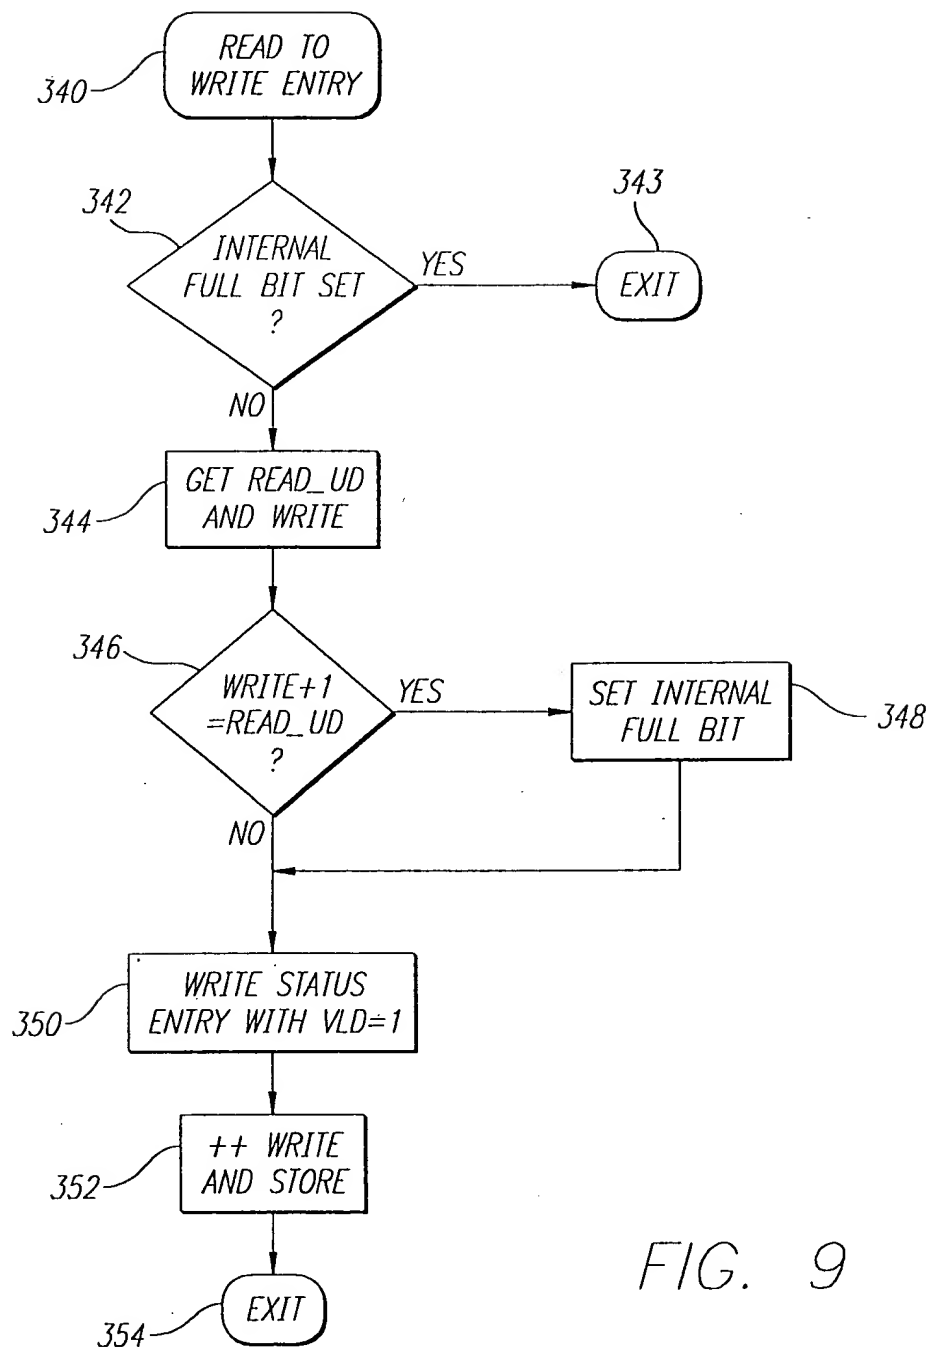 READ TO
WRITE ENTRY
340
342
INTERNAL
FULL BIT SET
?
YES
343
EXIT
NO
344
GET READ_UD
AND WRITE
346
WRITE+1
=READ_UD
?
YES
SET INTERNAL
FULL BIT
348
NO
350
WRITE STATUS
ENTRY WITH VLD=1
352
++ WRITE
AND STORE
354
EXIT
FIG. 9